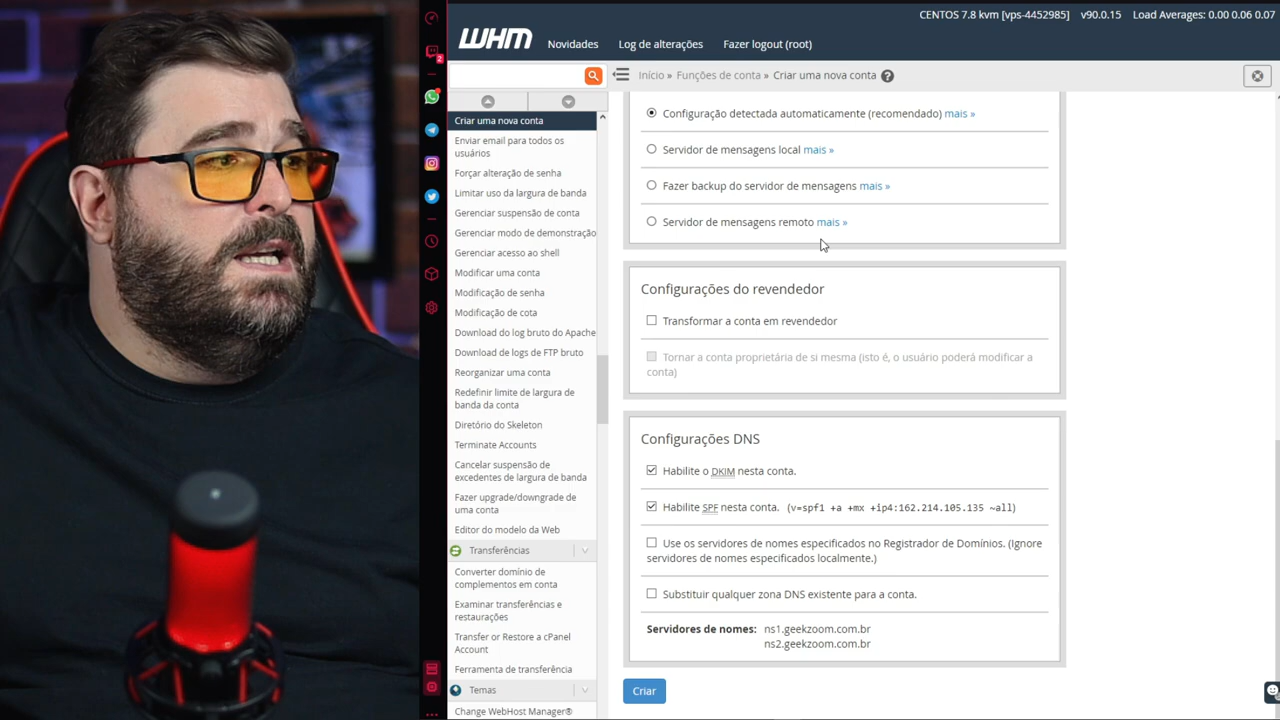 CENTOS 7.8 kvm [vps-4452985] v90.0.15 Load Averages: 0.00 0.06 0.07
WHM
Novidades Log de alterações Fazer logout (root)
Início » Funções de conta » Criar uma nova conta
Criar uma nova conta
Enviar email para todos os
usuários
Forçar alteração de senha
Limitar uso da largura de banda
Gerenciar suspensão de conta
Gerenciar modo de demonstração
Gerenciar acesso ao shell
Modificar uma conta
Modificação de senha
Modificação de cota
Download do log bruto do Apache
Download de logs de FTP bruto
Reorganizar uma conta
Redefinir limite de largura de
banda da conta
Diretório do Skeleton
Terminate Accounts
Cancelar suspensão de
excedentes de largura de banda
Fazer upgrade/downgrade de
uma conta
Editor do modelo da Web
Transferências
Converter domínio de
complementos em conta
Examinar transferências e
restaurações
Transfer or Restore a cPanel
Account
Ferramenta de transferência
Temas
Change WebHost Manager®
Configuração detectada automaticamente (recomendado) mais »
Servidor de mensagens local mais »
Fazer backup do servidor de mensagens mais »
Servidor de mensagens remoto mais »
Configurações do revendedor
Transformar a conta em revendedor
Tornar a conta proprietária de si mesma (isto é, o usuário poderá modificar a
conta)
Configurações DNS
Habilite o DKIM nesta conta.
Habilite SPF nesta conta. (v=spf1 +a +mx +ip4:162.214.105.135 ~all)
Use os servidores de nomes especificados no Registrador de Domínios. (Ignore
servidores de nomes especificados localmente.)
Substituir qualquer zona DNS existente para a conta.
Servidores de nomes: ns1.geekzoom.com.br
ns2.geekzoom.com.br
Criar